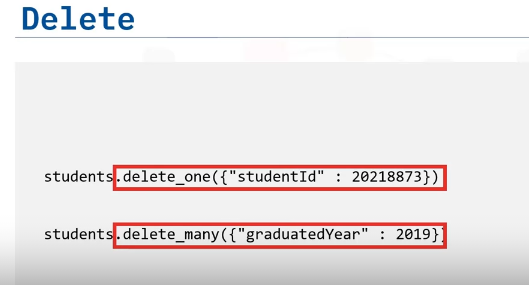 Delete
students.delete_one({"studentId" : 20218873})
students.delete_many({"graduatedYear" : 2019})